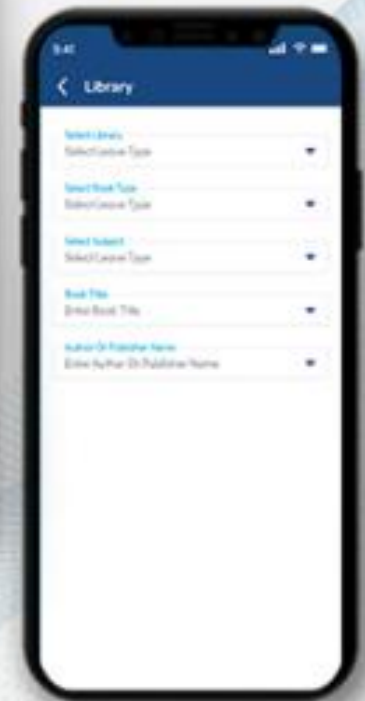 9:41
Library
Select Library
Select Leave Type
Select Book Type
Select Leave Type
Select Subject
Select Leave Type
Book Title
Enter Book Title
Author Or Publisher Name
Enter Author Or Publisher Name